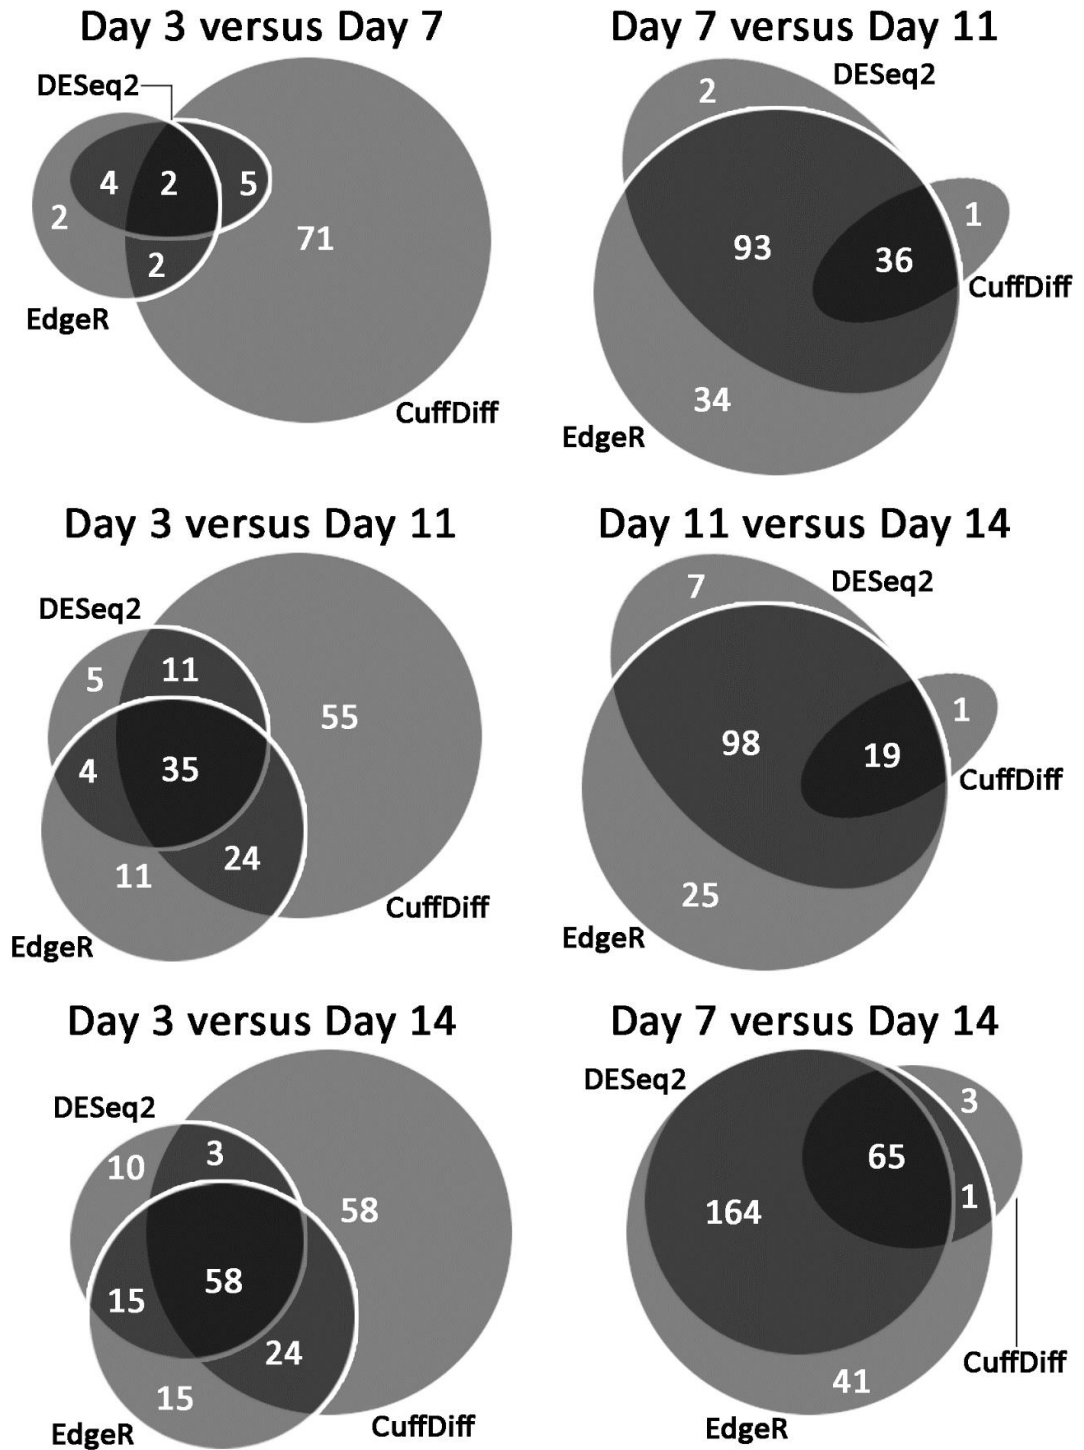 Day 3 versus Day 7
DESeq2
4
2
5
2
71
2
EdgeR
CuffDiff
Day 7 versus Day 11
DESeq2
2
1
93
36
CuffDiff
34
EdgeR
Day 3 versus Day 11
DESeq2
5
11
55
4
35
24
11
CuffDiff
EdgeR
Day 11 versus Day 14
DESeq2
7
1
98
19
CuffDiff
25
EdgeR
Day 3 versus Day 14
DESeq2
10
3
58
58
15
24
15
CuffDiff
EdgeR
Day 7 versus Day 14
DESeq2
3
65
164
1
CuffDiff
41
EdgeR